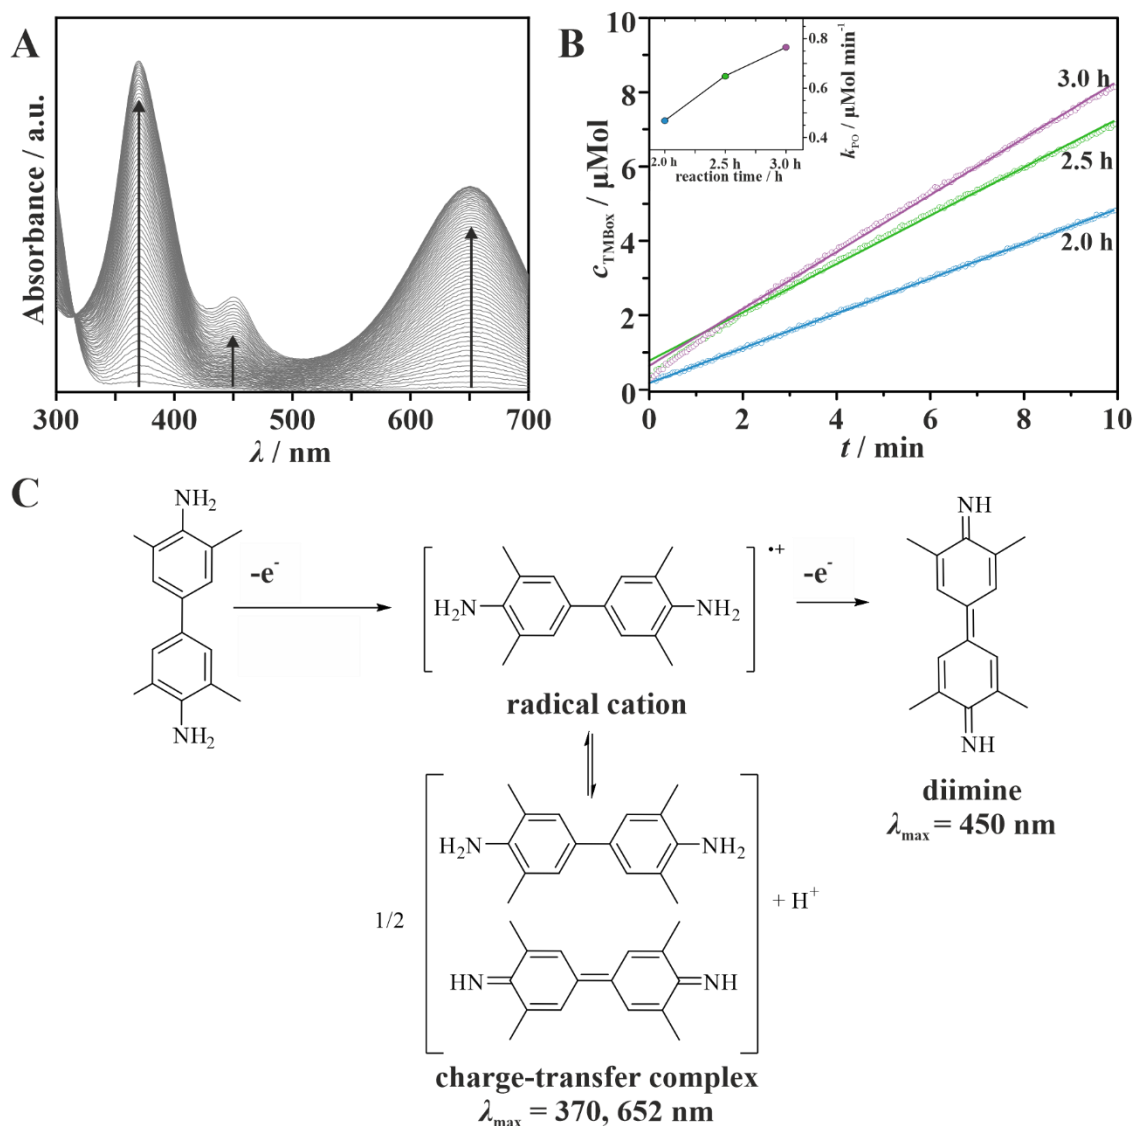 A
Absorbance / a.u.
300 400 500 600 700
λ / nm
B
c_TMBox / µMol
10
8
6
4
2
0
0 2 4 6 8 10
t / min
3.0 h
2.5 h
2.0 h
0.8
0.6
0.4
k_PO / µMol min⁻¹
2.0 h 2.5 h 3.0 h
reaction time / h
C
NH₂
NH₂
-e⁻
H₂N NH₂
•+
radical cation
-e⁻
NH
NH
diimine
λ_max = 450 nm
1/2
H₂N NH₂
HN NH
+ H⁺
charge-transfer complex
λ_max = 370, 652 nm